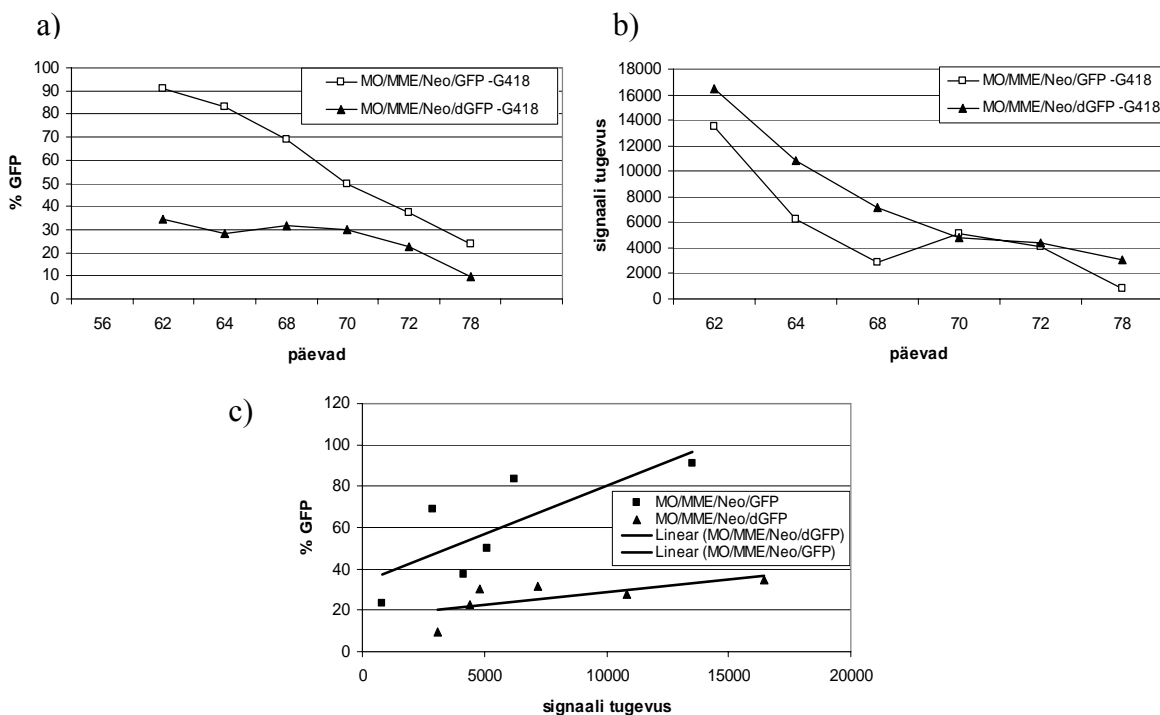 a)
100
90
80
70
60
50
40
30
20
10
0
% GFP
MO/MME/Neo/GFP -G418
MO/MME/Neo/dGFP -G418
56 62 64 68 70 72 78
päevad
b)
18000
16000
14000
12000
10000
8000
6000
4000
2000
0
signaali tugevus
MO/MME/Neo/GFP -G418
MO/MME/Neo/dGFP -G418
62 64 68 70 72 78
päevad
c)
120
100
80
60
40
20
0
% GFP
MO/MME/Neo/GFP
MO/MME/Neo/dGFP
Linear (MO/MME/Neo/dGFP)
Linear (MO/MME/Neo/GFP)
0 5000 10000 15000 20000
signaali tugevus